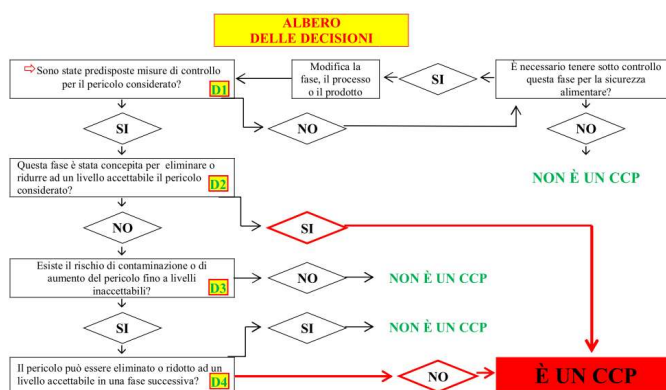 ALBERO
DELLE DECISIONI
⇨Sono state predisposte misure di controllo
per il pericolo considerato?
D1
Modifica la
fase, il processo
o il prodotto
SI
È necessario tenere sotto controllo
questa fase per la sicurezza
alimentare?
SI
NO
NO
NON È UN CCP
Questa fase è stata concepita per eliminare o
ridurre ad un livello accettabile il pericolo
considerato?
D2
NO
SI
Esiste il rischio di contaminazione o di
aumento del pericolo fino a livelli
inaccettabili?
D3
NO
NON È UN CCP
SI
SI
NON È UN CCP
Il pericolo può essere eliminato o ridotto ad un
livello accettabile in una fase successiva?
D4
NO
È UN CCP